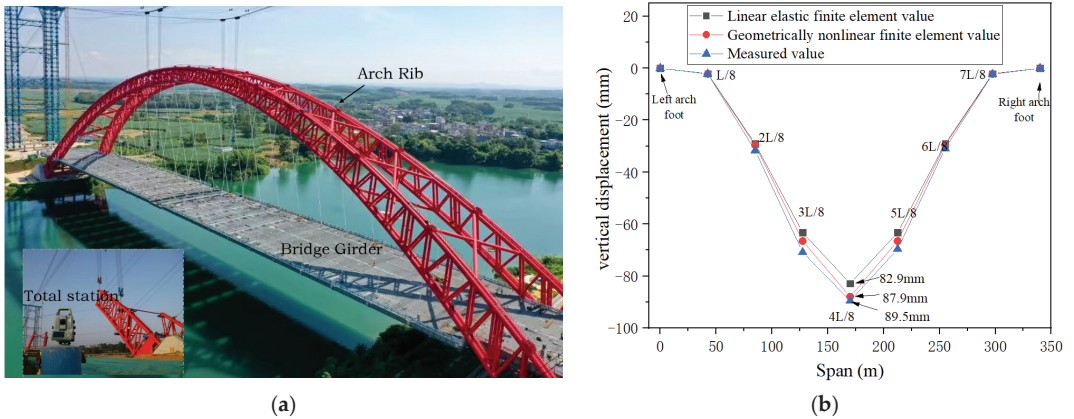 Arch Rib
Bridge Girder
Total station
(a)
Linear elastic finite element value
Geometrically nonlinear finite element value
Measured value
vertical displacement (mm)
20
0
−20
−40
−60
−80
−100
Left arch
foot
L/8
2L/8
3L/8
4L/8
5L/8
6L/8
7L/8
Right arch
foot
82.9mm
87.9mm
89.5mm
0
50
100
150
200
250
300
350
Span (m)
(b)